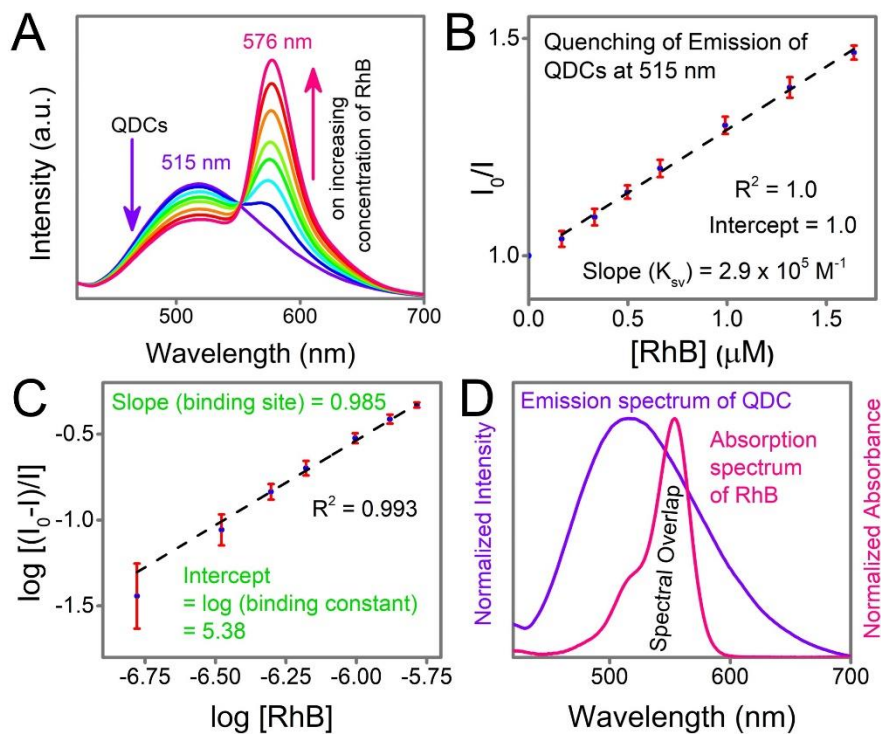 A
576 nm
QDCs
515 nm
on increasing
concentration of RhB
Intensity (a.u.)
500
600
700
Wavelength (nm)
B
Quenching of Emission of
QDCs at 515 nm
1.5
1.0
I₀/I
R² = 1.0
Intercept = 1.0
Slope (Kₛᵥ) = 2.9 x 10⁵ M⁻¹
0.0
0.5
1.0
1.5
[RhB] (μM)
C
Slope (binding site) = 0.985
-0.5
-1.0
-1.5
log [(I₀-I)/I]
R² = 0.993
Intercept
= log (binding constant)
= 5.38
-6.75
-6.50
-6.25
-6.00
-5.75
log [RhB]
D
Emission spectrum of QDC
Absorption
spectrum
of RhB
Spectral Overlap
Normalized Intensity
Normalized Absorbance
500
600
700
Wavelength (nm)